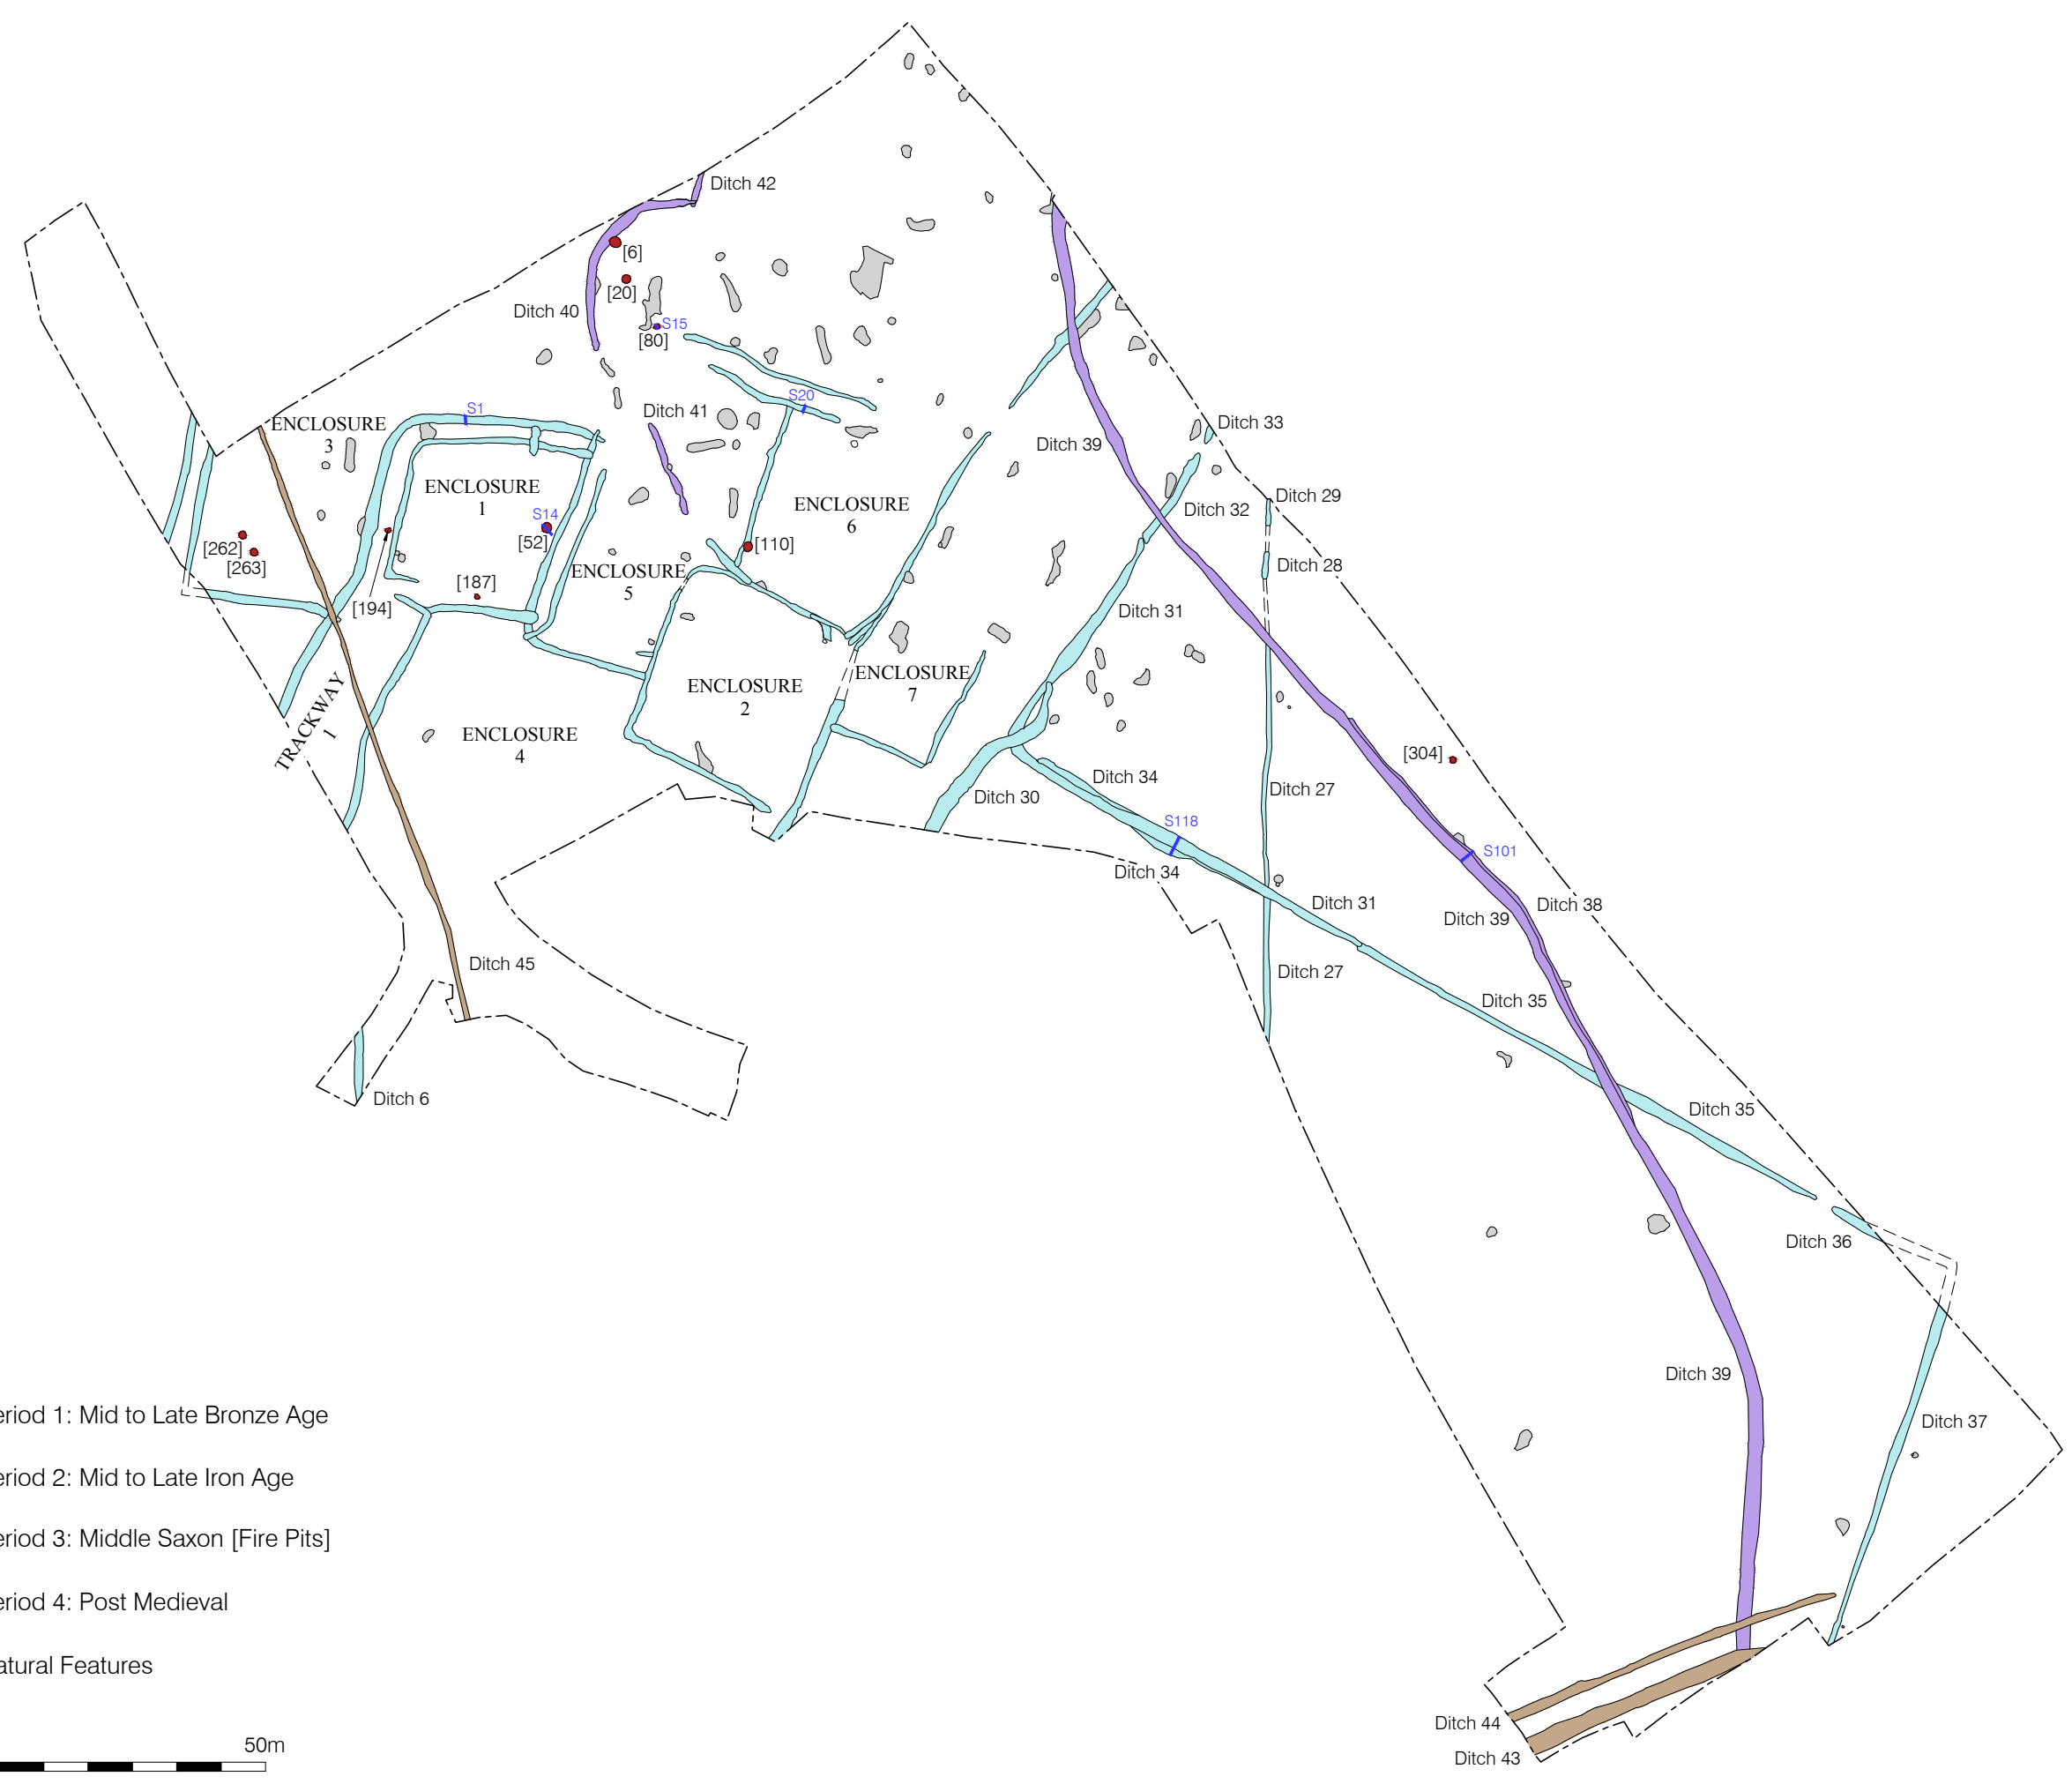 Ditch 42
[6]
[20]
Ditch 40
S15
[80]
S20
S1
Ditch 41
ENCLOSURE
3
Ditch 33
Ditch 39
ENCLOSURE
1
Ditch 29
ENCLOSURE
6
Ditch 32
S14
[52]
[110]
[262]
[263]
Ditch 28
ENCLOSURE
5
[187]
[194]
Ditch 31
ENCLOSURE
7
ENCLOSURE
2
TRACKWAY
1
ENCLOSURE
4
[304]
Ditch 34
Ditch 27
Ditch 30
S118
S101
Ditch 34
Ditch 31
Ditch 38
Ditch 39
Ditch 45
Ditch 27
Ditch 35
Ditch 6
Ditch 35
Ditch 36
Ditch 39
Ditch 37
eriod 1: Mid to Late Bronze Age
eriod 2: Mid to Late Iron Age
eriod 3: Middle Saxon [Fire Pits]
eriod 4: Post Medieval
atural Features
Ditch 44
50m
Ditch 43